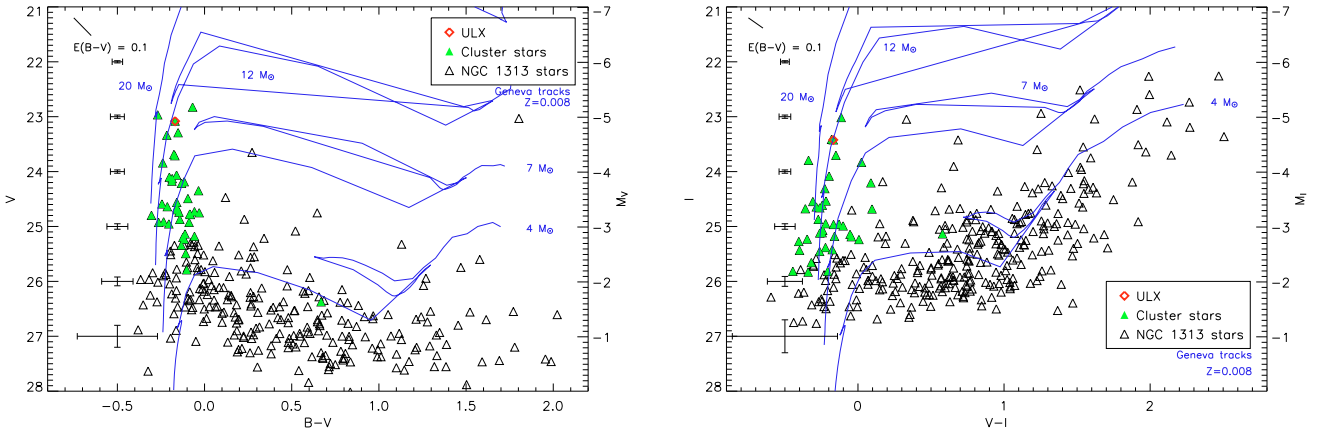 21
22
23
24
25
26
27
28
V
E(B−V) = 0.1
20 M⊙
12 M⊙
7 M⊙
4 M⊙
ULX
Cluster stars
NGC 1313 stars
Geneva tracks
Z=0.008
−7
−6
−5
−4
−3
−2
−1
M_V
−0.5
0.0
0.5
1.0
1.5
2.0
B−V
21
22
23
24
25
26
27
28
I
E(B−V) = 0.1
20 M⊙
12 M⊙
7 M⊙
4 M⊙
ULX
Cluster stars
NGC 1313 stars
Geneva tracks
Z=0.008
−7
−6
−5
−4
−3
−2
−1
M_I
0
1
2
V−I